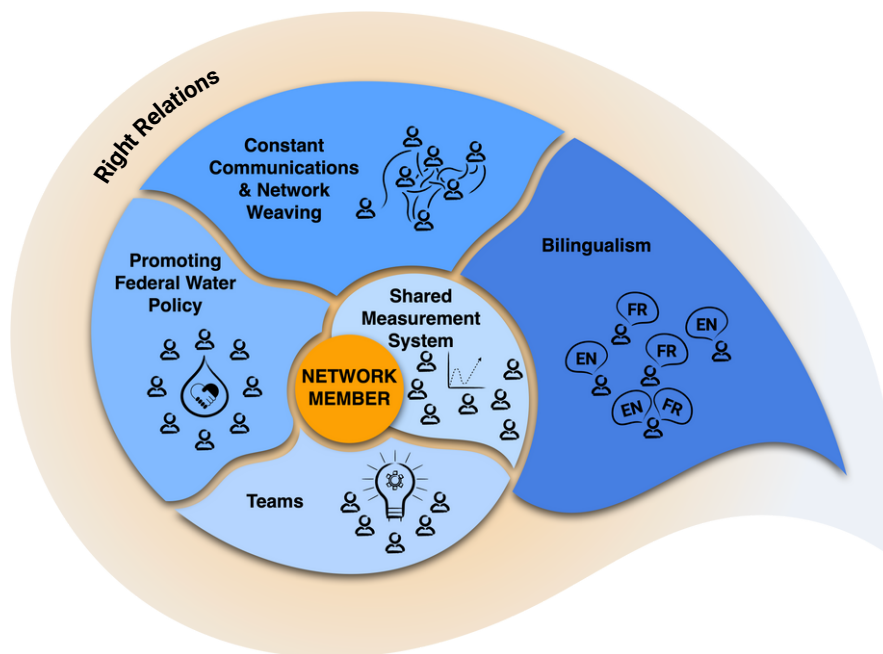 Right Relations
Constant
Communications
& Network
Weaving
Promoting
Federal Water
Policy
Shared
Measurement
System
NETWORK
MEMBER
Teams
Bilingualism
FR
EN
EN
FR
EN
FR